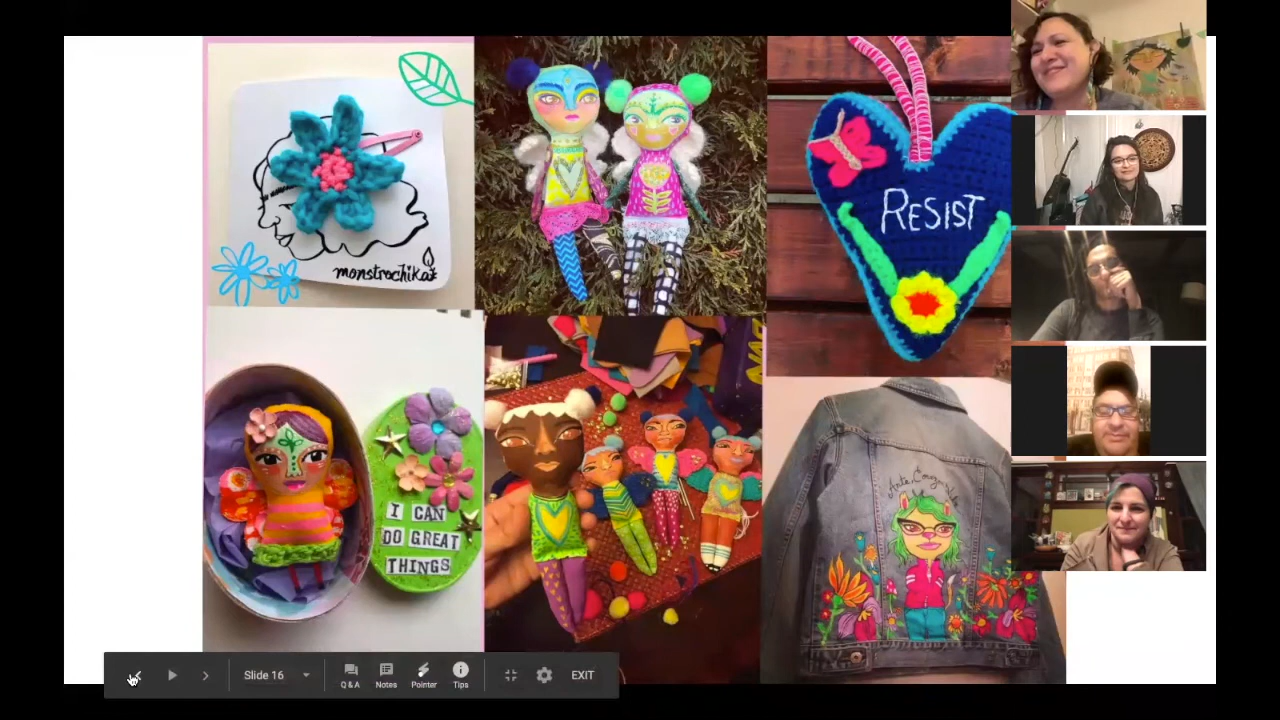 monstrochika
RESIST
I CAN
DO GREAT
THINGS
Slide 16
Q&A
Notes
Pointer
Tips
EXIT